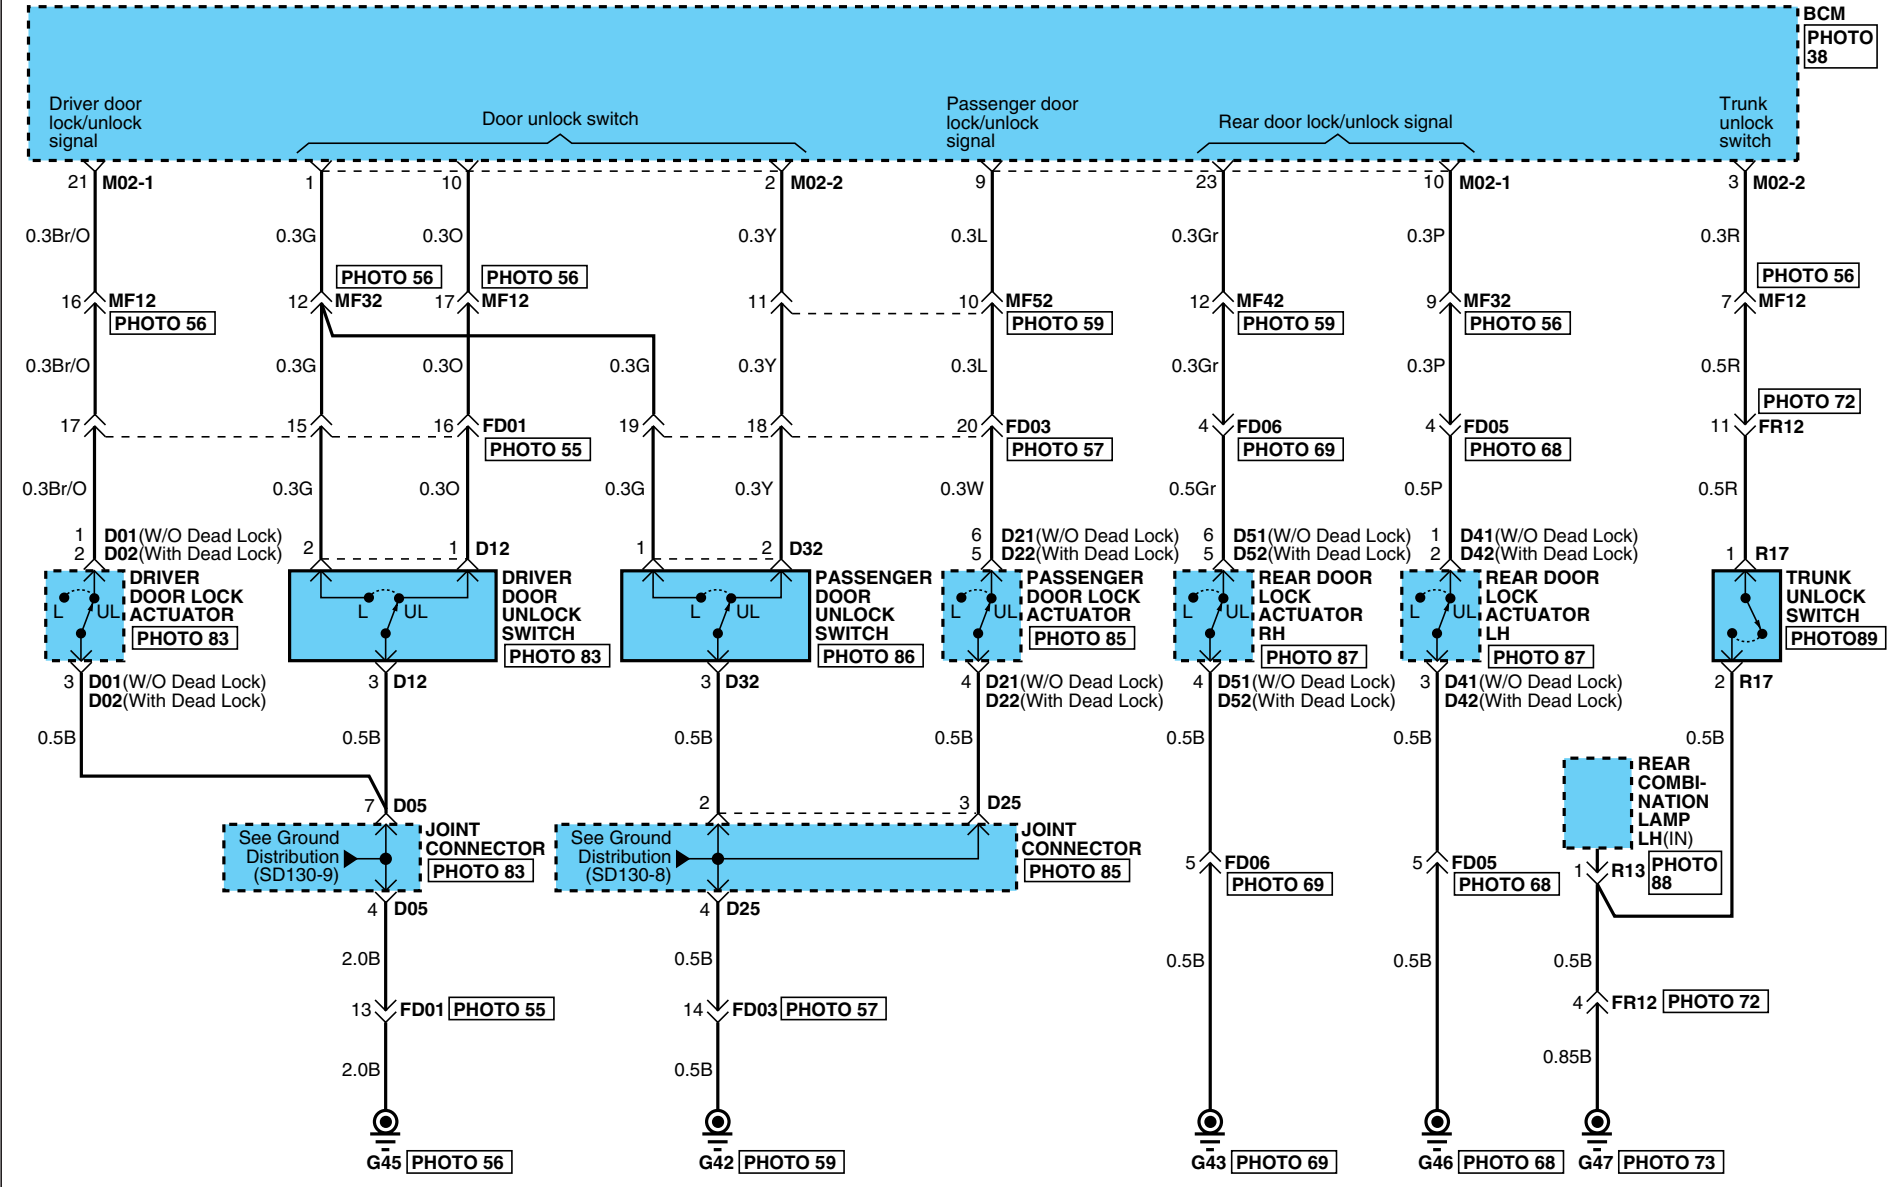 BCM
PHOTO
38
Driver door
lock/unlock
signal
Door unlock switch
Passenger door
lock/unlock
signal
Rear door lock/unlock signal
Trunk
unlock
switch
21 M02-1 1 10 2 M02-2 9 23 10 M02-1 3 M02-2
0.3Br/O 0.3G 0.3O 0.3Y 0.3L 0.3Gr 0.3P 0.3R
PHOTO 56 PHOTO 56 PHOTO 56
16 MF12 12 MF32 17 MF12 11 10 MF52 12 MF42 9 MF32 7 MF12
PHOTO 56 PHOTO 59 PHOTO 59 PHOTO 56
0.3Br/O 0.3G 0.3O 0.3G 0.3Y 0.3L 0.3Gr 0.3P 0.5R
PHOTO 72
17 15 16 FD01 19 18 20 FD03 4 FD06 4 FD05 11 FR12
PHOTO 55 PHOTO 57 PHOTO 69 PHOTO 68
0.3Br/O 0.3G 0.3O 0.3G 0.3Y 0.3W 0.5Gr 0.5P 0.5R
1 D01(W/O Dead Lock)
2 D02(With Dead Lock)
2 1 D12
1 2 D32
6 D21(W/O Dead Lock)
5 D22(With Dead Lock)
6 D51(W/O Dead Lock)
5 D52(With Dead Lock)
1 D41(W/O Dead Lock)
2 D42(With Dead Lock)
1 R17
L UL
DRIVER
DOOR LOCK
ACTUATOR
PHOTO 83
L UL
DRIVER
DOOR
UNLOCK
SWITCH
PHOTO 83
L UL
PASSENGER
DOOR
UNLOCK
SWITCH
PHOTO 86
L UL
PASSENGER
DOOR LOCK
ACTUATOR
PHOTO 85
L UL
REAR DOOR
LOCK
ACTUATOR
RH
PHOTO 87
L UL
REAR DOOR
LOCK
ACTUATOR
LH
PHOTO 87
TRUNK
UNLOCK
SWITCH
PHOTO89
3 D01(W/O Dead Lock)
D02(With Dead Lock)
3 D12
3 D32
4 D21(W/O Dead Lock)
D22(With Dead Lock)
4 D51(W/O Dead Lock)
D52(With Dead Lock)
3 D41(W/O Dead Lock)
D42(With Dead Lock)
2 R17
0.5B 0.5B 0.5B 0.5B 0.5B 0.5B 0.5B
7 D05 2 3 D25
See Ground
Distribution
(SD130-9)
JOINT
CONNECTOR
PHOTO 83
See Ground
Distribution
(SD130-8)
JOINT
CONNECTOR
PHOTO 85
REAR
COMBI-
NATION
LAMP
LH(IN)
5 FD06
PHOTO 69
5 FD05
PHOTO 68
1 R13
PHOTO
88
4 D05 4 D25
2.0B 0.5B 0.5B 0.5B 0.5B
13 FD01 PHOTO 55 14 FD03 PHOTO 57 4 FR12 PHOTO 72
2.0B 0.5B 0.85B
G45 PHOTO 56 G42 PHOTO 59 G43 PHOTO 69 G46 PHOTO 68 G47 PHOTO 73